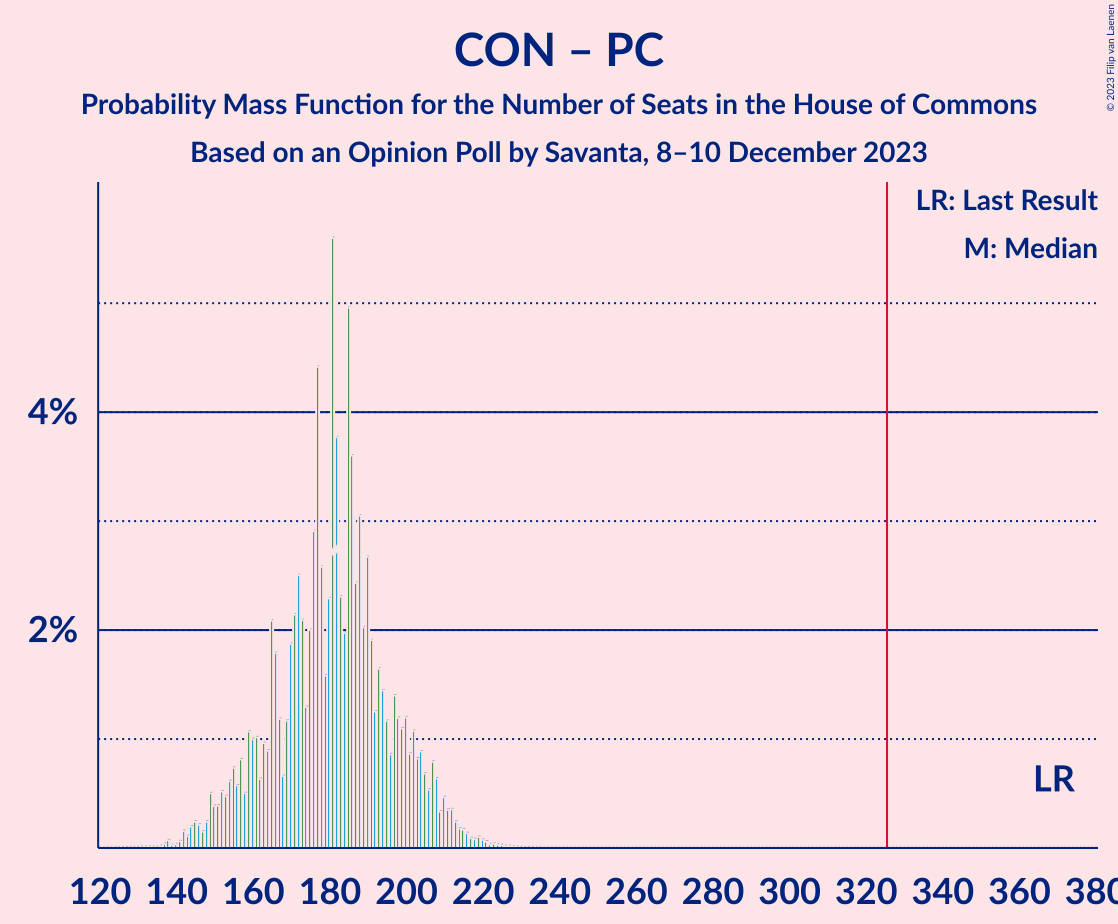 CON – PC
Probability Mass Function for the Number of Seats in the House of Commons
Based on an Opinion Poll by Savanta, 8–10 December 2023
© 2023 Filip van Laenen
LR: Last Result
M: Median
4%
2%
LR
120 140 160 180 200 220 240 260 280 300 320 340 360 380